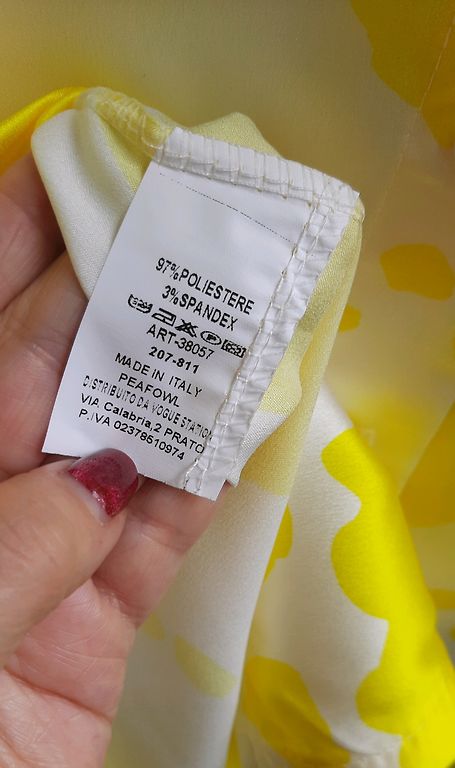 97%POLIESTERE
3%SPANDEX
ART-38057
207-811
MADE IN ITALY
PEAFOWL
DISTRIBUITO DA VOGUE STATION
VIA Calabria,2 PRATO
P.IVA 02378510974